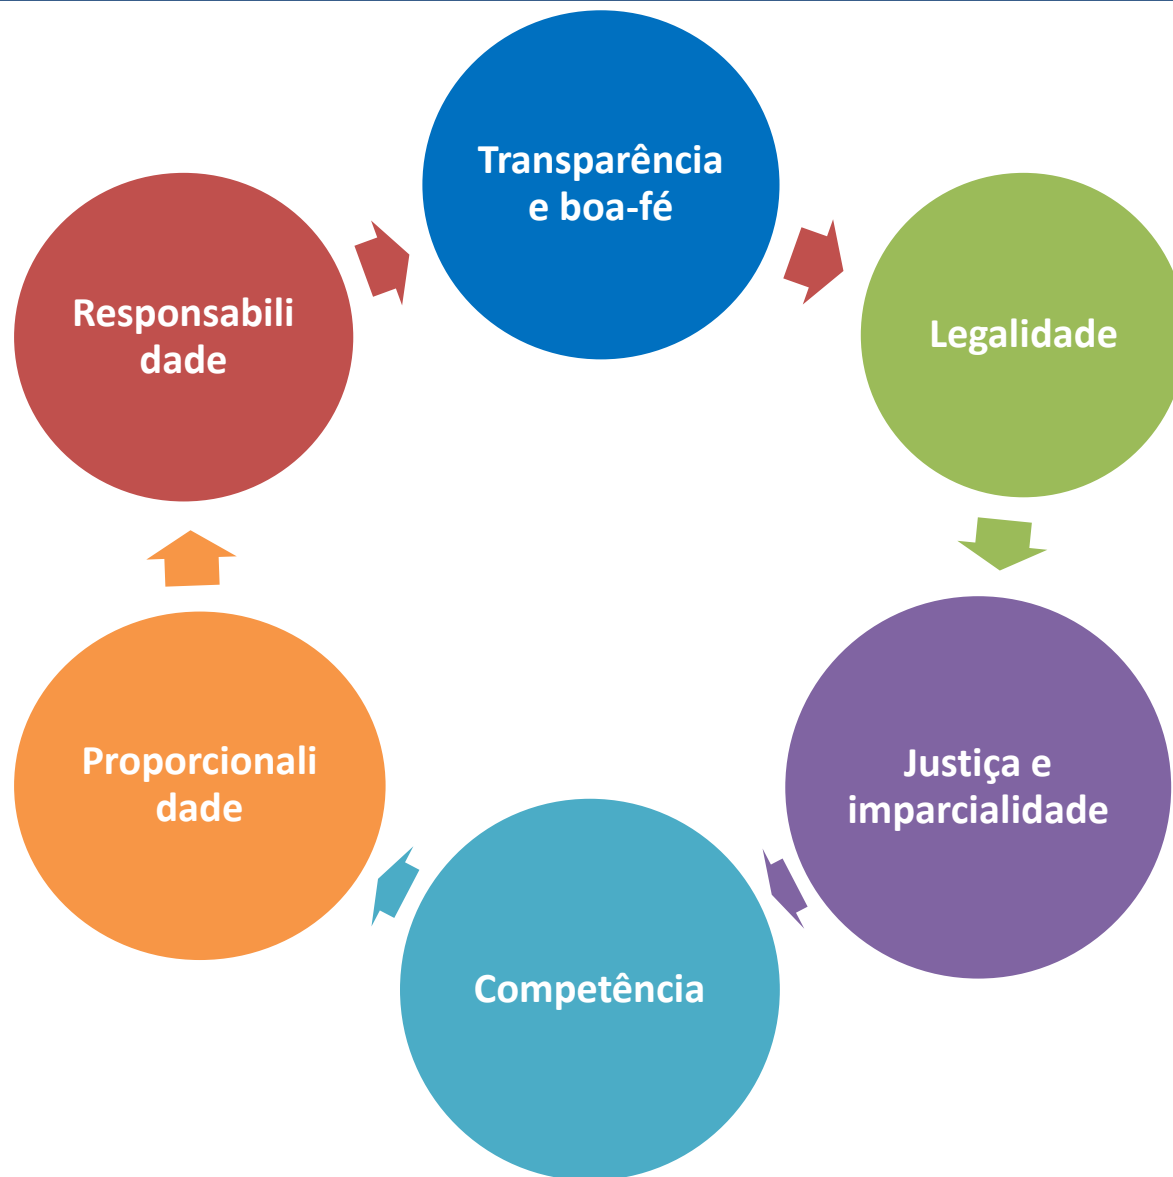 Transparência
e boa-fé
Legalidade
Justiça e
imparcialidade
Competência
Proporcionali
dade
Responsabili
dade